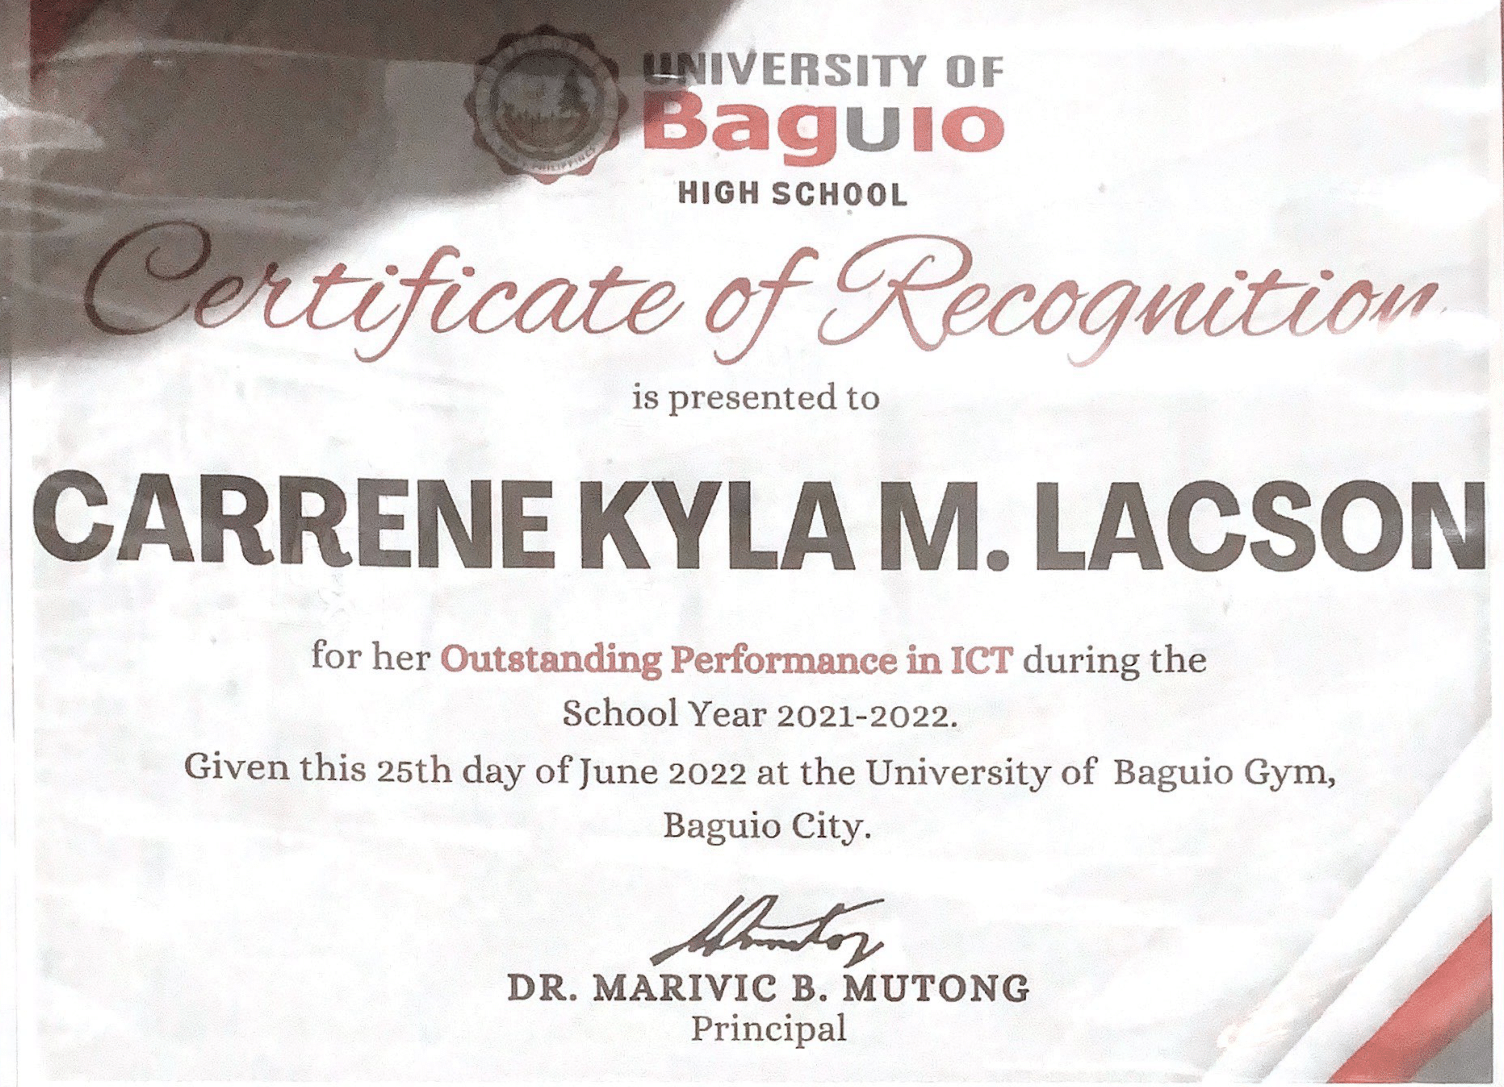 UNIVERSITY OF
BagUIO
HIGH SCHOOL
Certificate of Recognition
is presented to
CARRENE KYLA M. LACSON
for her Outstanding Performance in ICT during the
School Year 2021-2022.
Given this 25th day of June 2022 at the University of Baguio Gym,
Baguio City.
DR. MARIVIC B. MUTONG
Principal